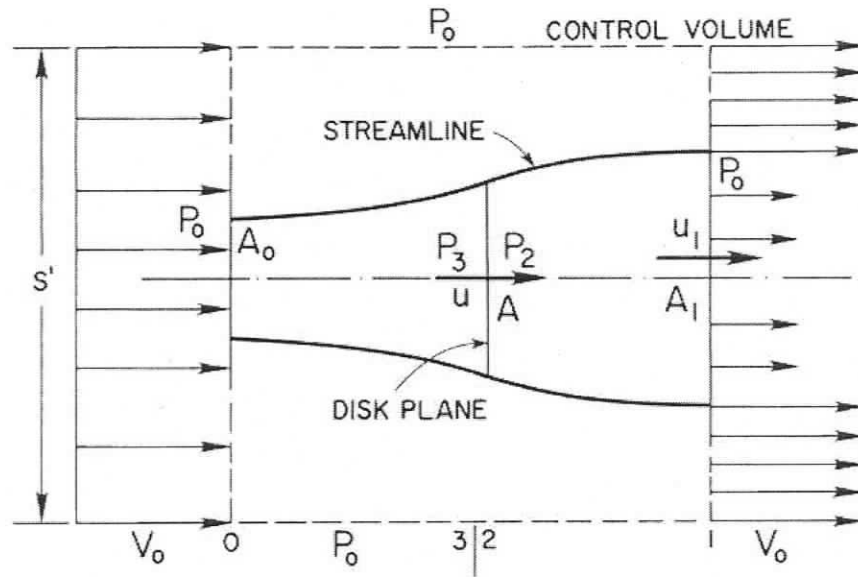 P₀ CONTROL VOLUME
STREAMLINE
P₀
P₀
A₀
P₃ P₂
u₁
S'
u A
A₁
DISK PLANE
V₀ 0 P₀ 3 2 1 V₀